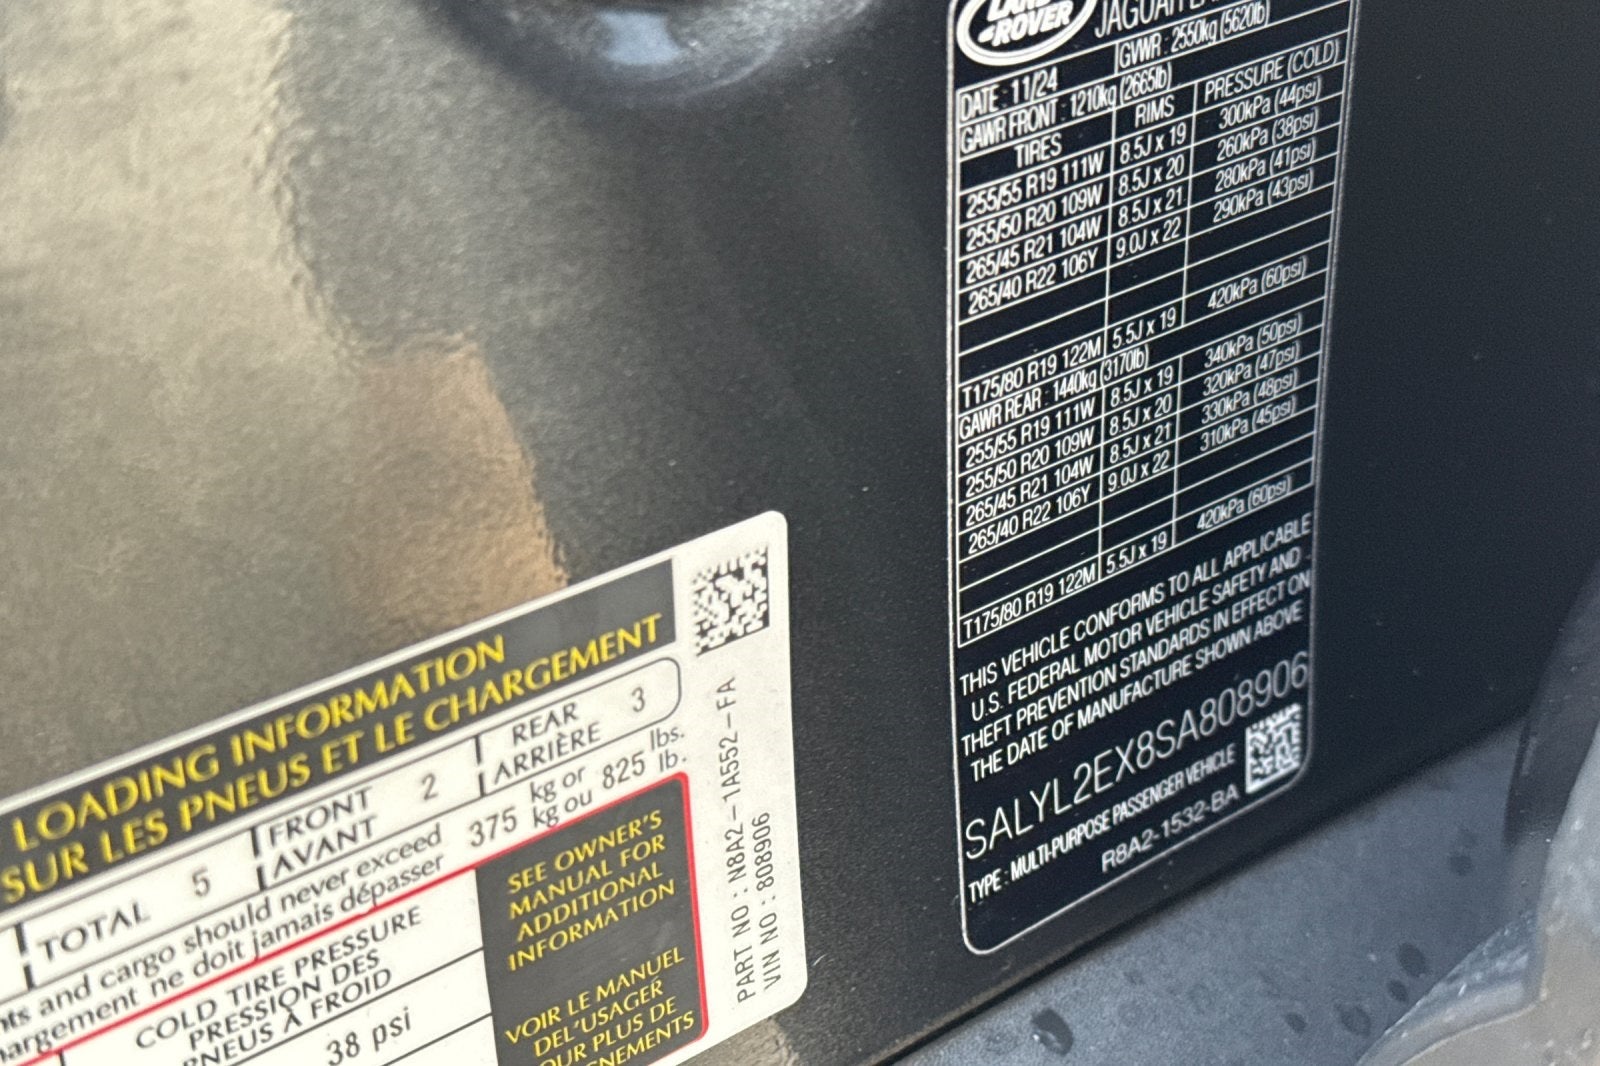 LAND
-ROVER
GVWR : 2550kg (5620lb)
DATE : 11/24
GAWR FRONT : 1210kg (2665lb)
TIRES RIMS PRESSURE (COLD)
255/55 R19 111W 8.5J x 19 300kPa (44psi)
255/50 R20 109W 8.5J x 20 260kPa (38psi)
265/45 R21 104W 8.5J x 21 280kPa (41psi)
265/40 R22 106Y 9.0J x 22 290kPa (43psi)
T175/80 R19 122M 5.5J x 19 420kPa (60psi)
GAWR REAR : 1440kg (3170lb)
255/55 R19 111W 8.5J x 19 340kPa (50psi)
255/50 R20 109W 8.5J x 20 320kPa (47psi)
265/45 R21 104W 8.5J x 21 330kPa (48psi)
265/40 R22 106Y 9.0J x 22 310kPa (45psi)
T175/80 R19 122M 5.5J x 19 420kPa (60psi)
THIS VEHICLE CONFORMS TO ALL APPLICABLE
U.S. FEDERAL MOTOR VEHICLE SAFETY AND
THEFT PREVENTION STANDARDS IN EFFECT ON
THE DATE OF MANUFACTURE SHOWN ABOVE
SALYL2EX8SA808906
TYPE : MULTI-PURPOSE PASSENGER VEHICLE
R8A2-1532-BA
LOADING INFORMATION
SUR LES PNEUS ET LE CHARGEMENT
TOTAL 5
FRONT
AVANT 2
REAR
ARRIÈRE 3
and cargo should never exceed 375 kg or 825 lbs.
ne doit jamais dépasser kg ou lb.
COLD TIRE PRESSURE
PRESSION DES
PNEUS À FROID
38 psi
SEE OWNER'S
MANUAL FOR
ADDITIONAL
INFORMATION
VOIR LE MANUEL
DEL'USAGER
PLUS DE
PART NO : N8A2-1A552-FA
VIN NO : 808906